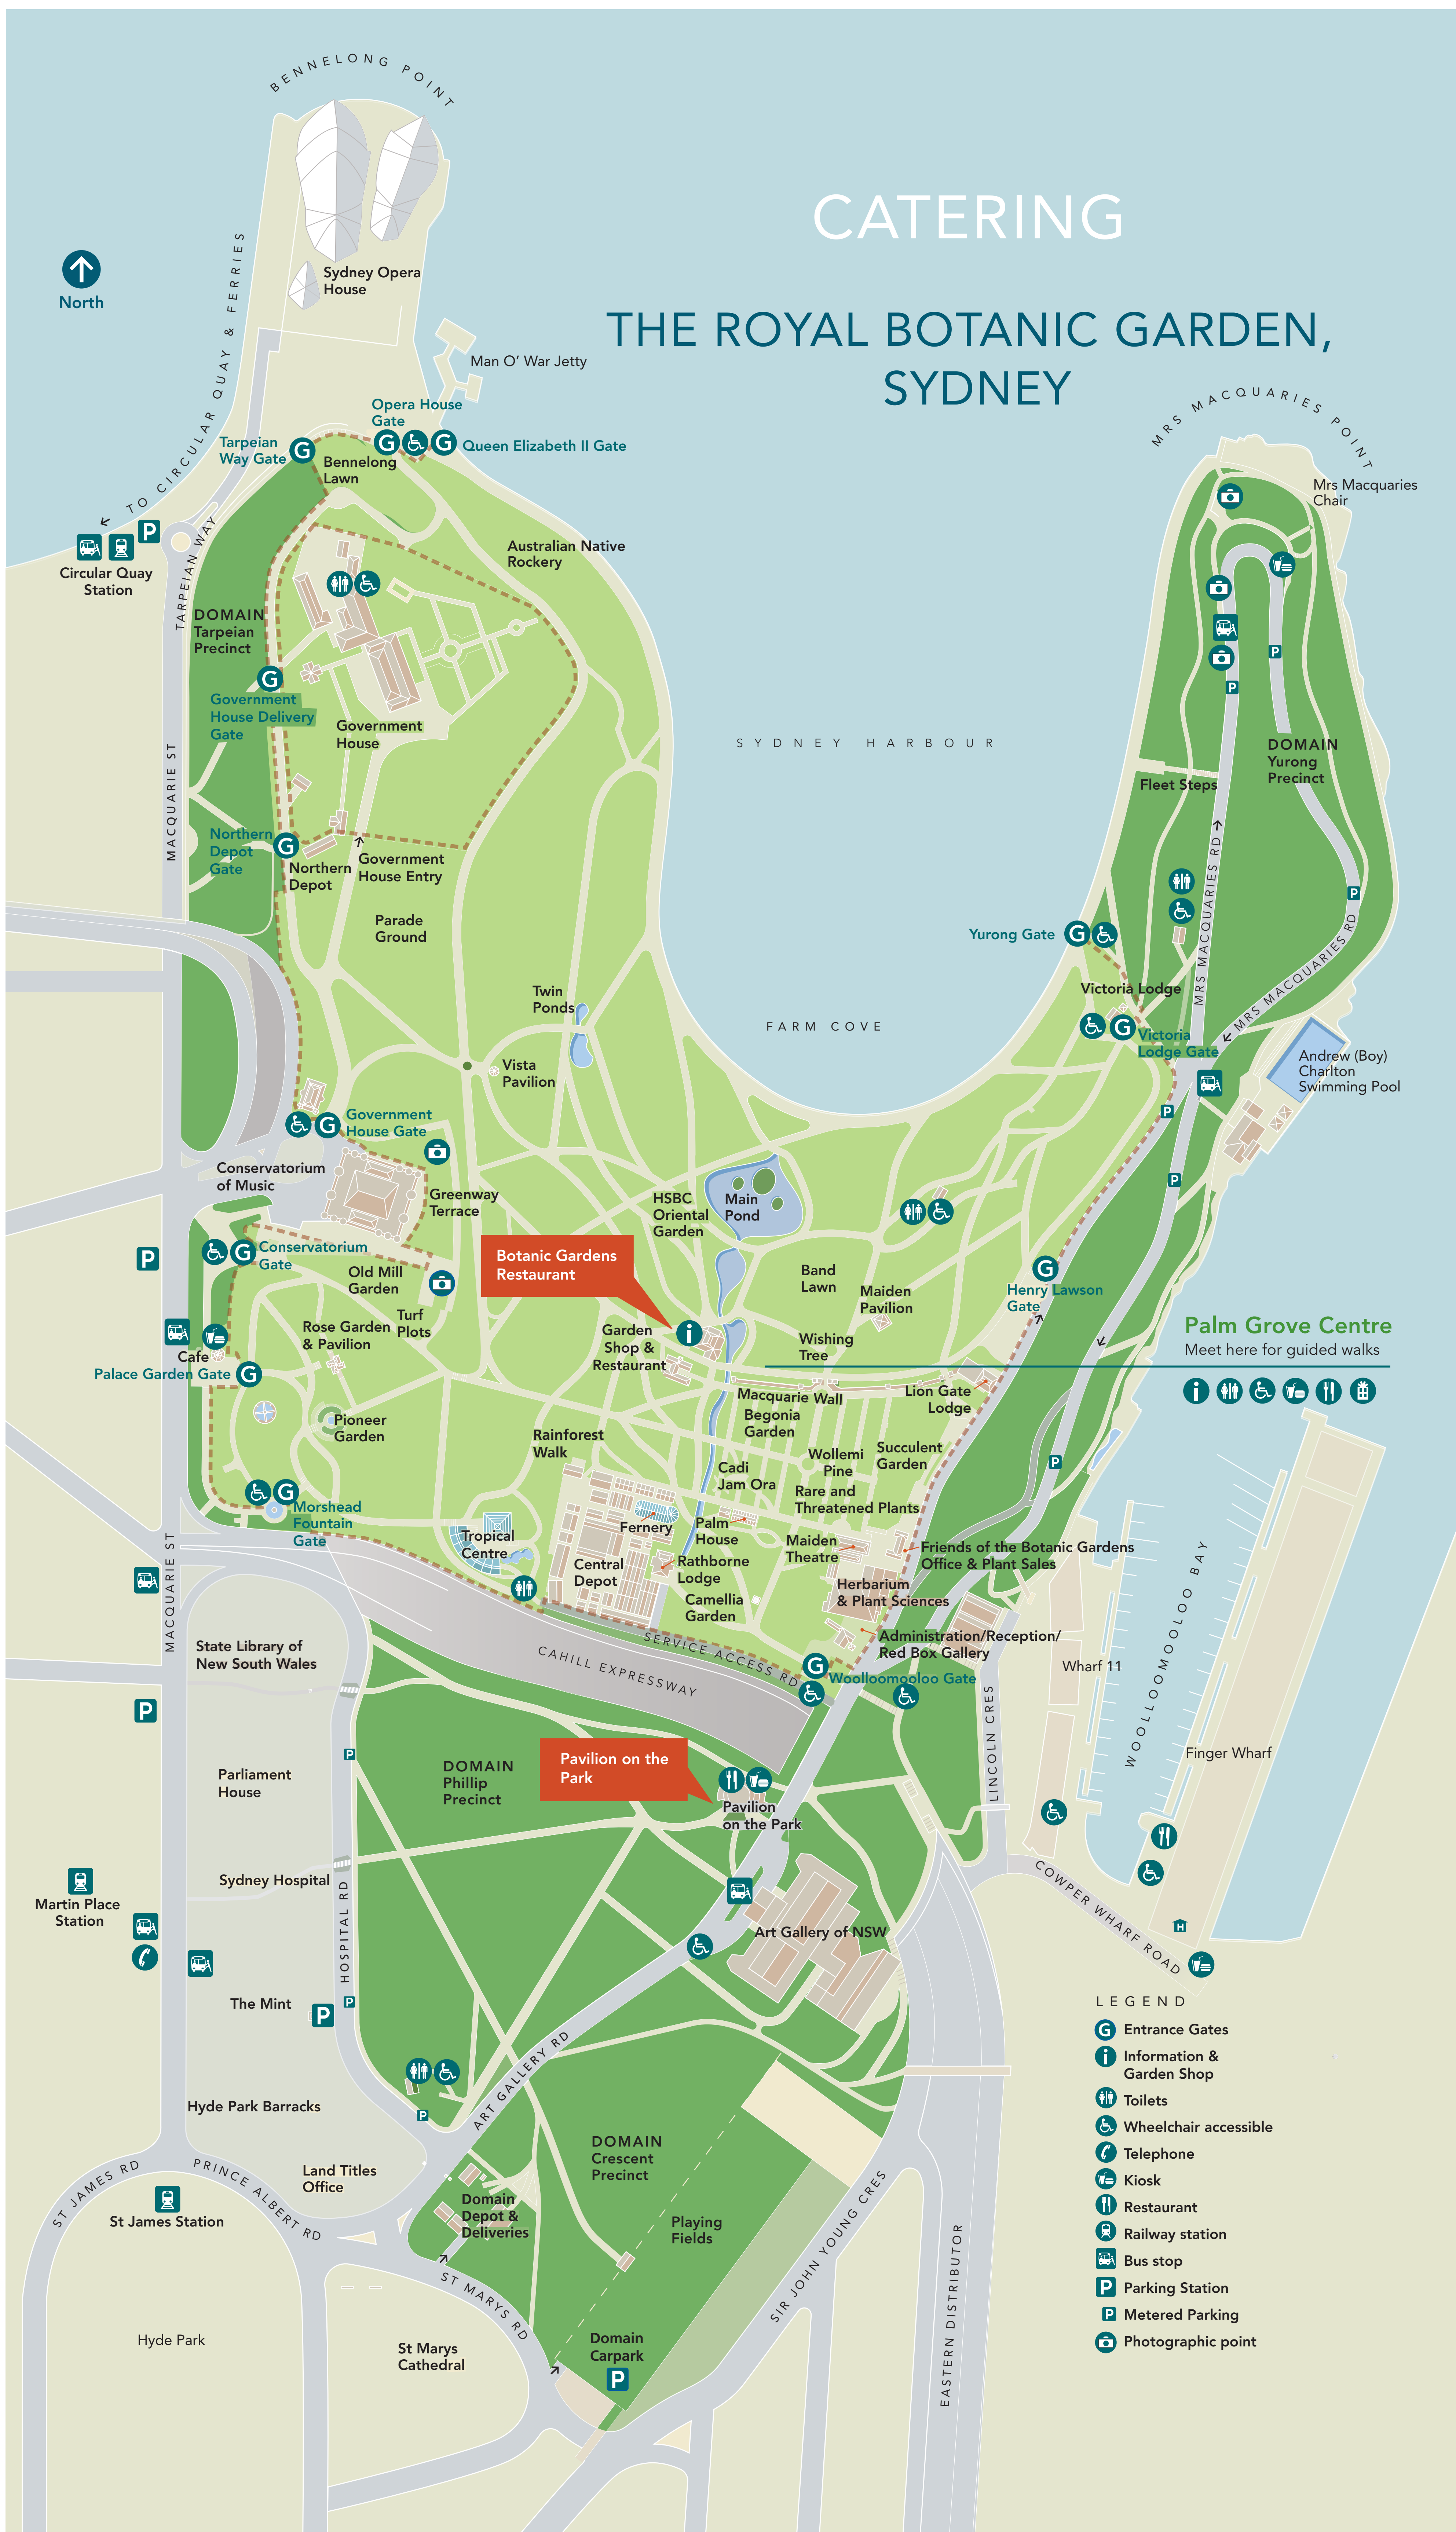 BENNELONG POINT
CATERING
THE ROYAL BOTANIC GARDEN,
SYDNEY
North
Sydney Opera
House
TO CIRCULAR QUAY & FERRIES
Man O' War Jetty
MRS MACQUARIES POINT
Opera House
Gate
Tarpeian
Way Gate
G
G
G
Queen Elizabeth II Gate
Bennelong
Lawn
Mrs Macquaries
Chair
P
Circular Quay
Station
TARPEIAN WAY
Australian Native
Rockery
DOMAIN
Tarpeian
Precinct
G
Government
House Delivery
Gate
Government
House
P
P
SYDNEY HARBOUR
DOMAIN
Yurong
Precinct
Fleet Steps
MACQUARIE ST
Northern
Depot
Gate
G
Northern
Depot
Government
House Entry
MRS MACQUARIES RD
P
Parade
Ground
Yurong Gate
G
MRS MACQUARIES RD
Victoria Lodge
Twin
Ponds
FARM COVE
G
Victoria
Lodge Gate
Andrew (Boy)
Charlton
Swimming Pool
Vista
Pavilion
P
G
Government
House Gate
Conservatorium
of Music
Greenway
Terrace
P
HSBC
Oriental
Garden
Main
Pond
P
G
Conservatorium
Gate
Botanic Gardens
Restaurant
Old Mill
Garden
Turf
Plots
Band
Lawn
Maiden
Pavilion
G
Henry Lawson
Gate
Rose Garden
& Pavilion
Garden
Shop &
Restaurant
i
Wishing
Tree
Palm Grove Centre
Meet here for guided walks
i
Cafe
Palace Garden Gate
G
Macquarie Wall
Lion Gate
Lodge
Begonia
Garden
Pioneer
Garden
Rainforest
Walk
Wollemi
Pine
Succulent
Garden
P
Cadi
Jam Ora
Rare and
Threatened Plants
G
Morshead
Fountain
Gate
Tropical
Centre
Fernery
Palm
House
Maiden
Theatre
Friends of the Botanic Gardens
Office & Plant Sales
Central
Depot
Rathborne
Lodge
Herbarium
& Plant Sciences
Camellia
Garden
MACQUARIE ST
State Library of
New South Wales
SERVICE ACCESS RD
CAHILL EXPRESSWAY
Administration/Reception/
Red Box Gallery
G
Woolloomooloo Gate
Wharf 11
WOOLLOOMOOLOO BAY
LINCOLN CRES
Finger Wharf
P
P
Parliament
House
DOMAIN
Phillip
Precinct
Pavilion on the
Park
Pavilion
on the Park
Sydney Hospital
Martin Place
Station
HOSPITAL RD
COWPER WHARF ROAD
H
Art Gallery of NSW
The Mint
P
P
LEGEND
G
Entrance Gates
i
Information &
Garden Shop
Toilets
Wheelchair accessible
Telephone
Kiosk
Restaurant
Railway station
Bus stop
P
Parking Station
P
Metered Parking
Photographic point
ART GALLERY RD
Hyde Park Barracks
P
DOMAIN
Crescent
Precinct
ST JAMES RD
PRINCE ALBERT RD
Land Titles
Office
St James Station
Domain
Depot &
Deliveries
Playing
Fields
SIR JOHN YOUNG CRES
EASTERN DISTRIBUTOR
ST MARYS RD
Hyde Park
St Marys
Cathedral
Domain
Carpark
P